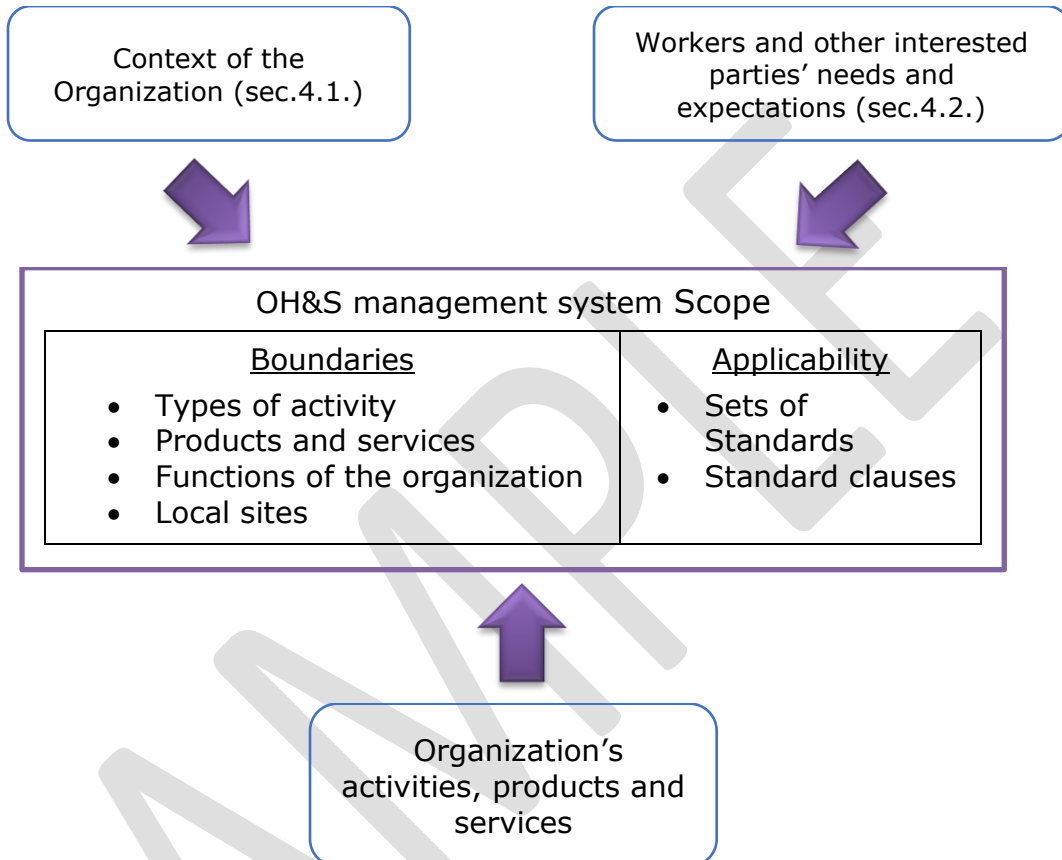 Context of the
Organization (sec.4.1.)
Workers and other interested
parties’ needs and
expectations (sec.4.2.)
OH&S management system Scope
Boundaries
• Types of activity
• Products and services
• Functions of the organization
• Local sites
Applicability
• Sets of
Standards
• Standard clauses
Organization’s
activities, products and
services
AMPLE